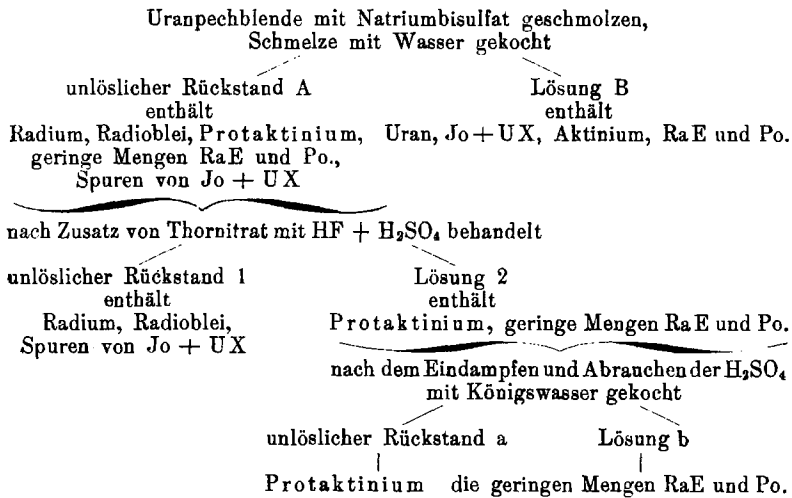 Uranpechblende mit Natriumbisulfat geschmolzen,
Schmelze mit Wasser gekocht
unlöslicher Rückstand A
enthält
Radium, Radioblei, Protaktinium,
geringe Mengen RaE und Po.,
Spuren von Jo + UX
Lösung B
enthält
Uran, Jo + UX, Aktinium, RaE und Po.
nach Zusatz von Thornitrat mit HF + H₂SO₄ behandelt
unlöslicher Rückstand 1
enthält
Radium, Radioblei,
Spuren von Jo + UX
Lösung 2
enthält
Protaktinium, geringe Mengen RaE und Po.
nach dem Eindampfen und Abrauchen der H₂SO₄
mit Königswasser gekocht
unlöslicher Rückstand a
Protaktinium
Lösung b
die geringen Mengen RaE und Po.